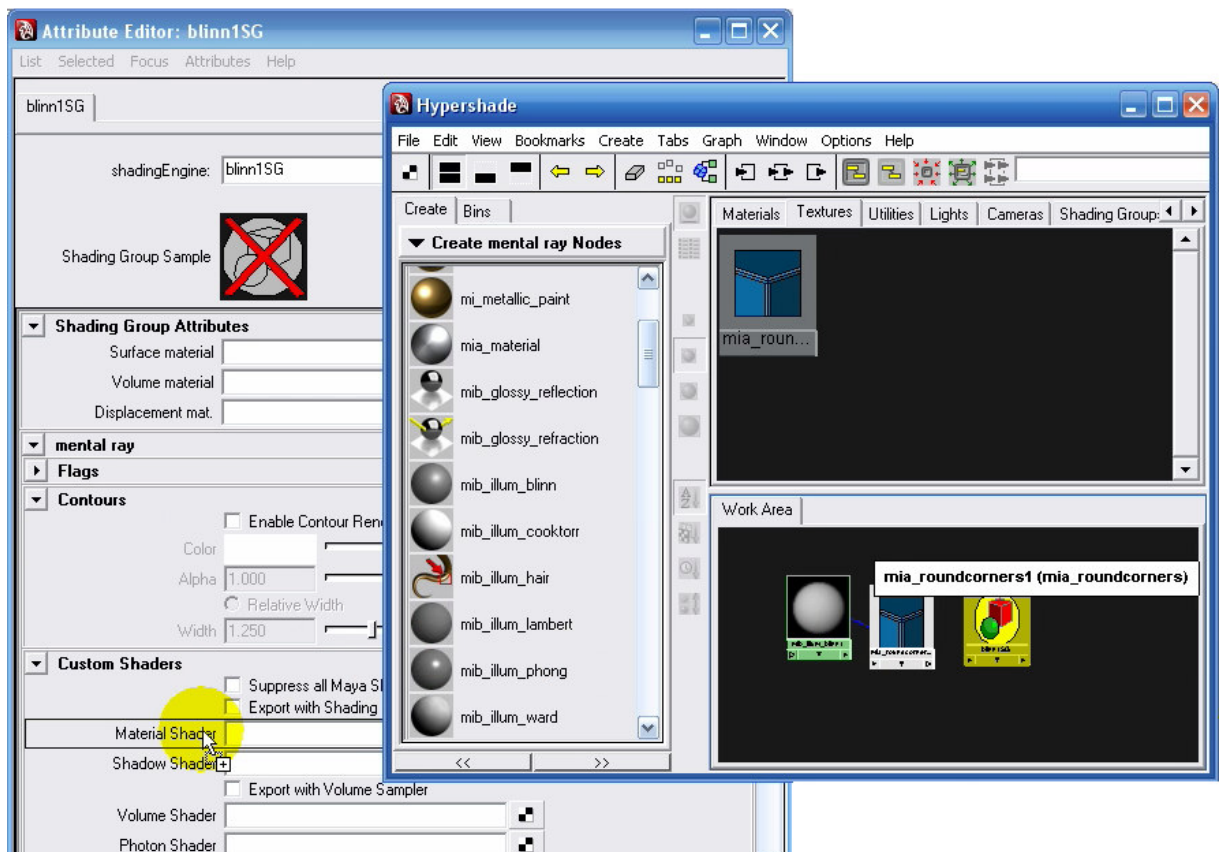 Attribute Editor: blinn1SG
List Selected Focus Attributes Help
blinn1SG
shadingEngine: blinn1SG
Shading Group Sample
Shading Group Attributes
Surface material
Volume material
Displacement mat.
mental ray
Flags
Contours
Enable Contour Ren
Color
Alpha 1.000
Relative Width
Width 1.250
Custom Shaders
Suppress all Maya S
Export with Shading
Material Shader
Shadow Shader
Export with Volume Sampler
Volume Shader
Photon Shader
Hypershade
File Edit View Bookmarks Create Tabs Graph Window Options Help
Create Bins
Create mental ray Nodes
mi_metallic_paint
mia_material
mib_glossy_reflection
mib_glossy_refraction
mib_illum_blinn
mib_illum_cooktorr
mib_illum_hair
mib_illum_lambert
mib_illum_phong
mib_illum_ward
<< >>
Materials Textures Utilities Lights Cameras Shading Group
mia_roun...
Work Area
mia_roundcorners1 (mia_roundcorners)
mib_illum_blinn1
mia_roundcorner...
blinn1SG